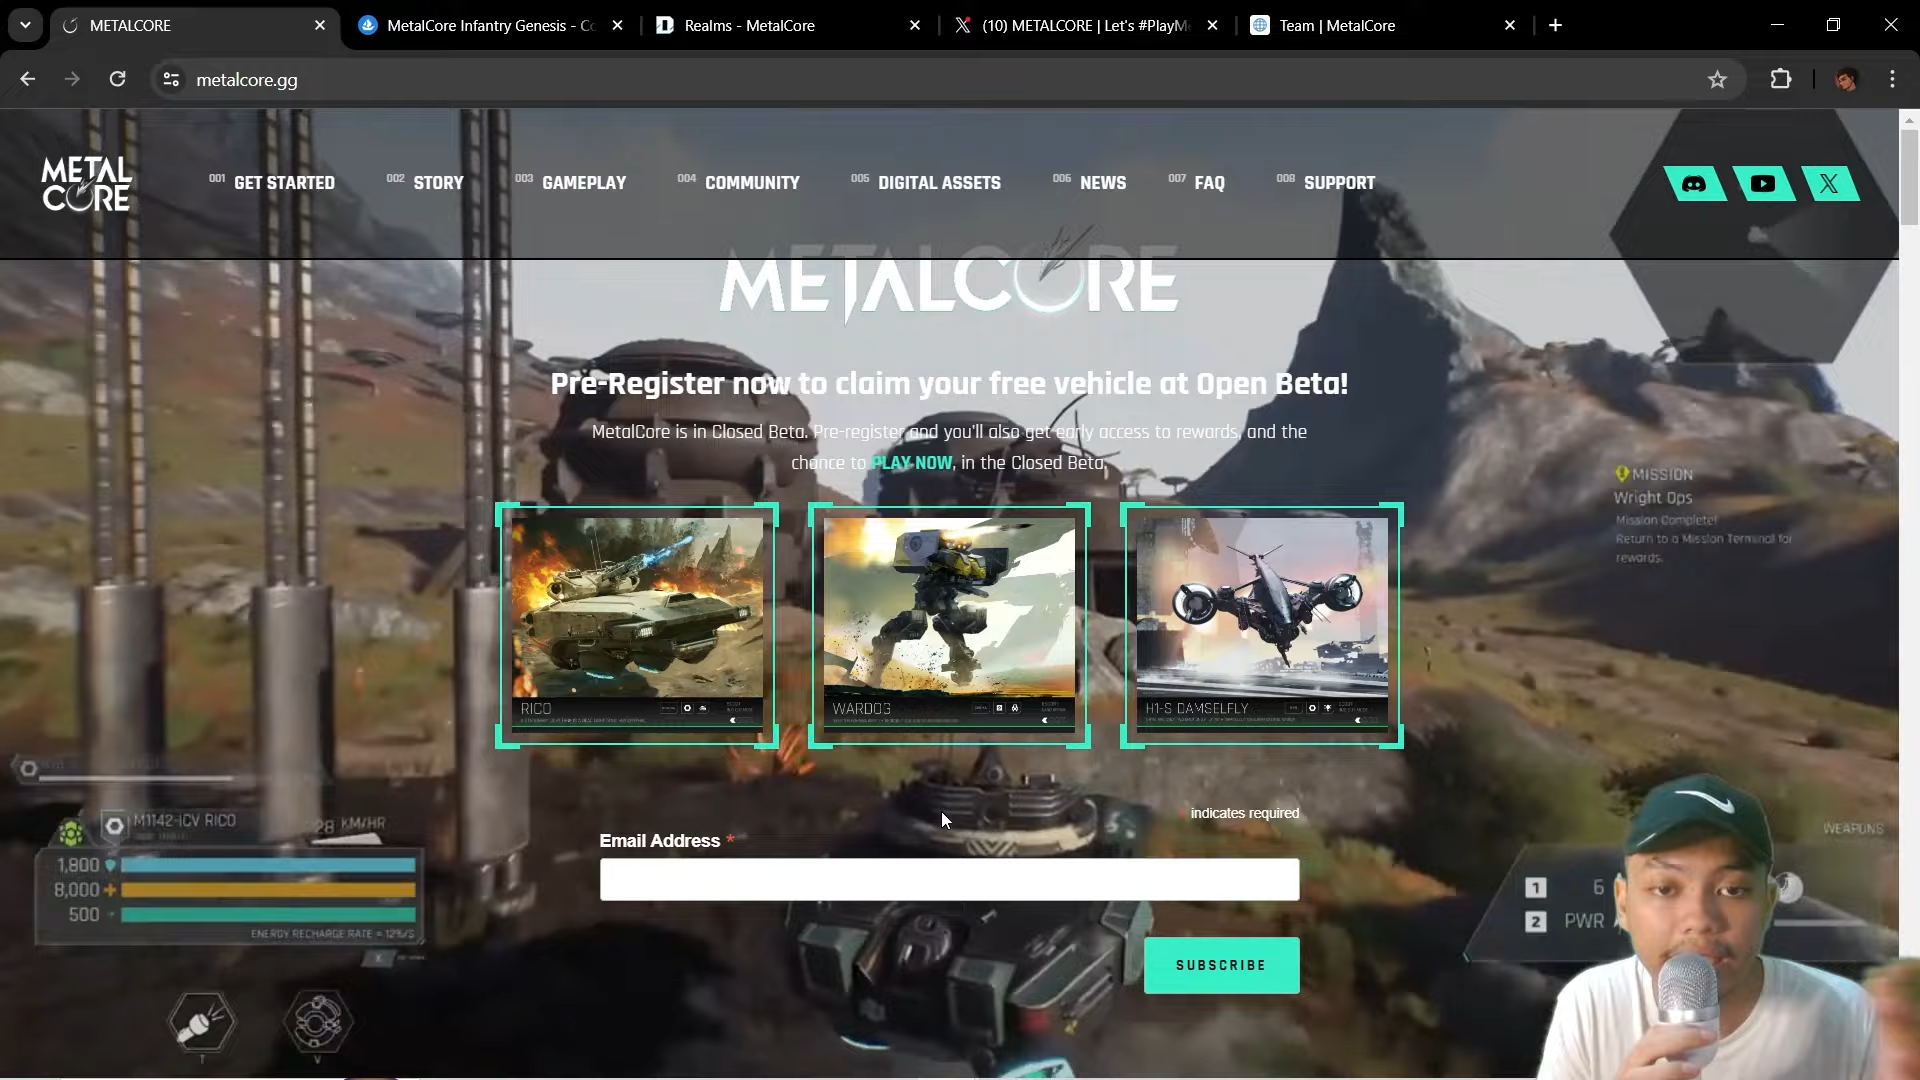 METALCORE
MetalCore Infantry Genesis - Co
Realms - MetalCore
(10) METALCORE | Let's #PlayM
Team | MetalCore
metalcore.gg
METAL
CORE
001 GET STARTED
002 STORY
003 GAMEPLAY
004 COMMUNITY
005 DIGITAL ASSETS
006 NEWS
007 FAQ
008 SUPPORT
METALCORE
Pre-Register now to claim your free vehicle at Open Beta!
MetalCore is in Closed Beta. Pre-register and you'll also get early access to rewards, and the
chance to PLAY NOW, in the Closed Beta.
MISSION
Wright Ops
Mission Complete!
Return to a Mission Terminal for
rewards.
RICO
WARDOG
H1-S DAMSELFLY
indicates required
Email Address *
M1142-ICV RICO
28 KM/HR
1,800
8,000
500
ENERGY RECHARGE RATE = 12%/S
X
T
V
WEAPONS
1 6
2 PWR
SUBSCRIBE